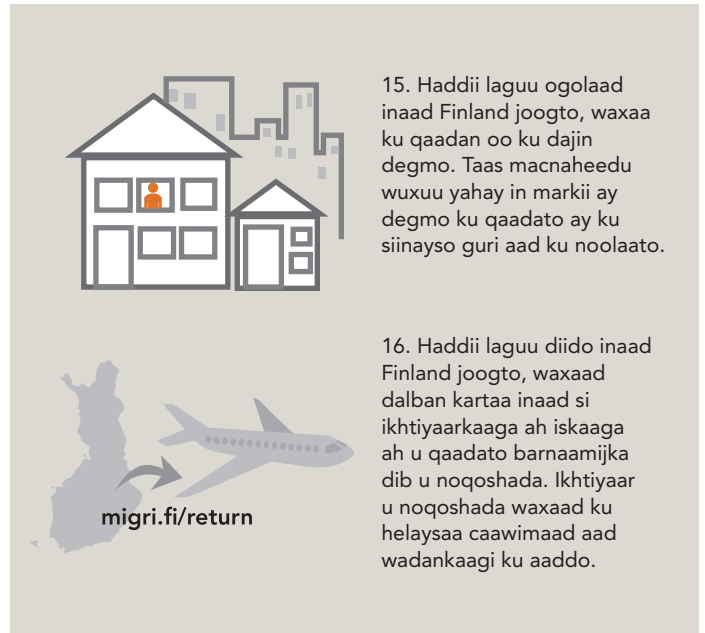 15. Haddii laguu ogolaad
inaad Finland joogto, waxaa
ku qaadan oo ku dajin
degmo. Taas macnaheedu
wuxuu yahay in markii ay
degmo ku qaadato ay ku
siinayso guri aad ku noolaato.
16. Haddii laguu diido inaad
Finland joogto, waxaad
dalban kartaa inaad si
ikhtiyaarkaaga ah iskaaga
ah u qaadato barnaamijka
dib u noqoshada. Ikhtiyaar
u noqoshada waxaad ku
helaysaa caawimaad aad
wadankaagi ku aaddo.
migri.fi/return